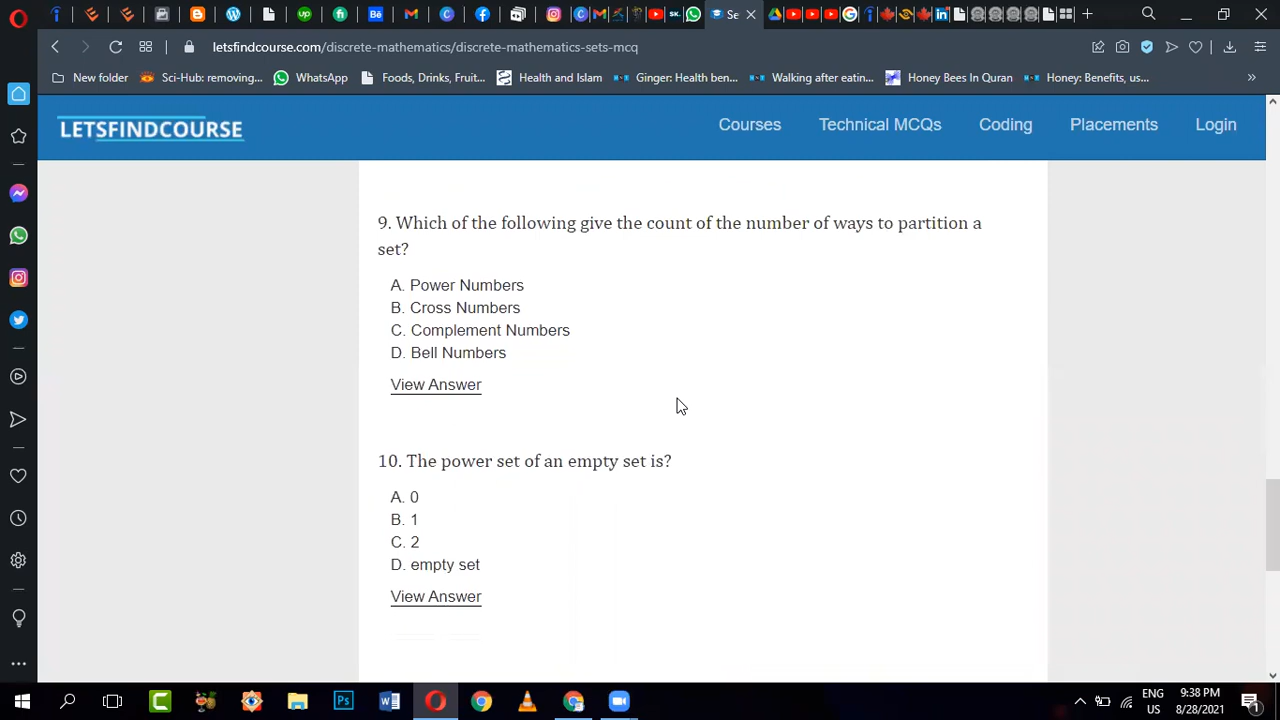 Se
letsfindcourse.com/discrete-mathematics/discrete-mathematics-sets-mcq
New folder
Sci-Hub: removing...
WhatsApp
Foods, Drinks, Fruit...
Health and Islam
Ginger: Health ben...
Walking after eatin...
Honey Bees In Quran
Honey: Benefits, us...
»
LETSFINDCOURSE
Courses
Technical MCQs
Coding
Placements
Login
9. Which of the following give the count of the number of ways to partition a
set?
A. Power Numbers
B. Cross Numbers
C. Complement Numbers
D. Bell Numbers
View Answer
10. The power set of an empty set is?
A. 0
B. 1
C. 2
D. empty set
View Answer
ENG
US
9:38 PM
8/28/2021